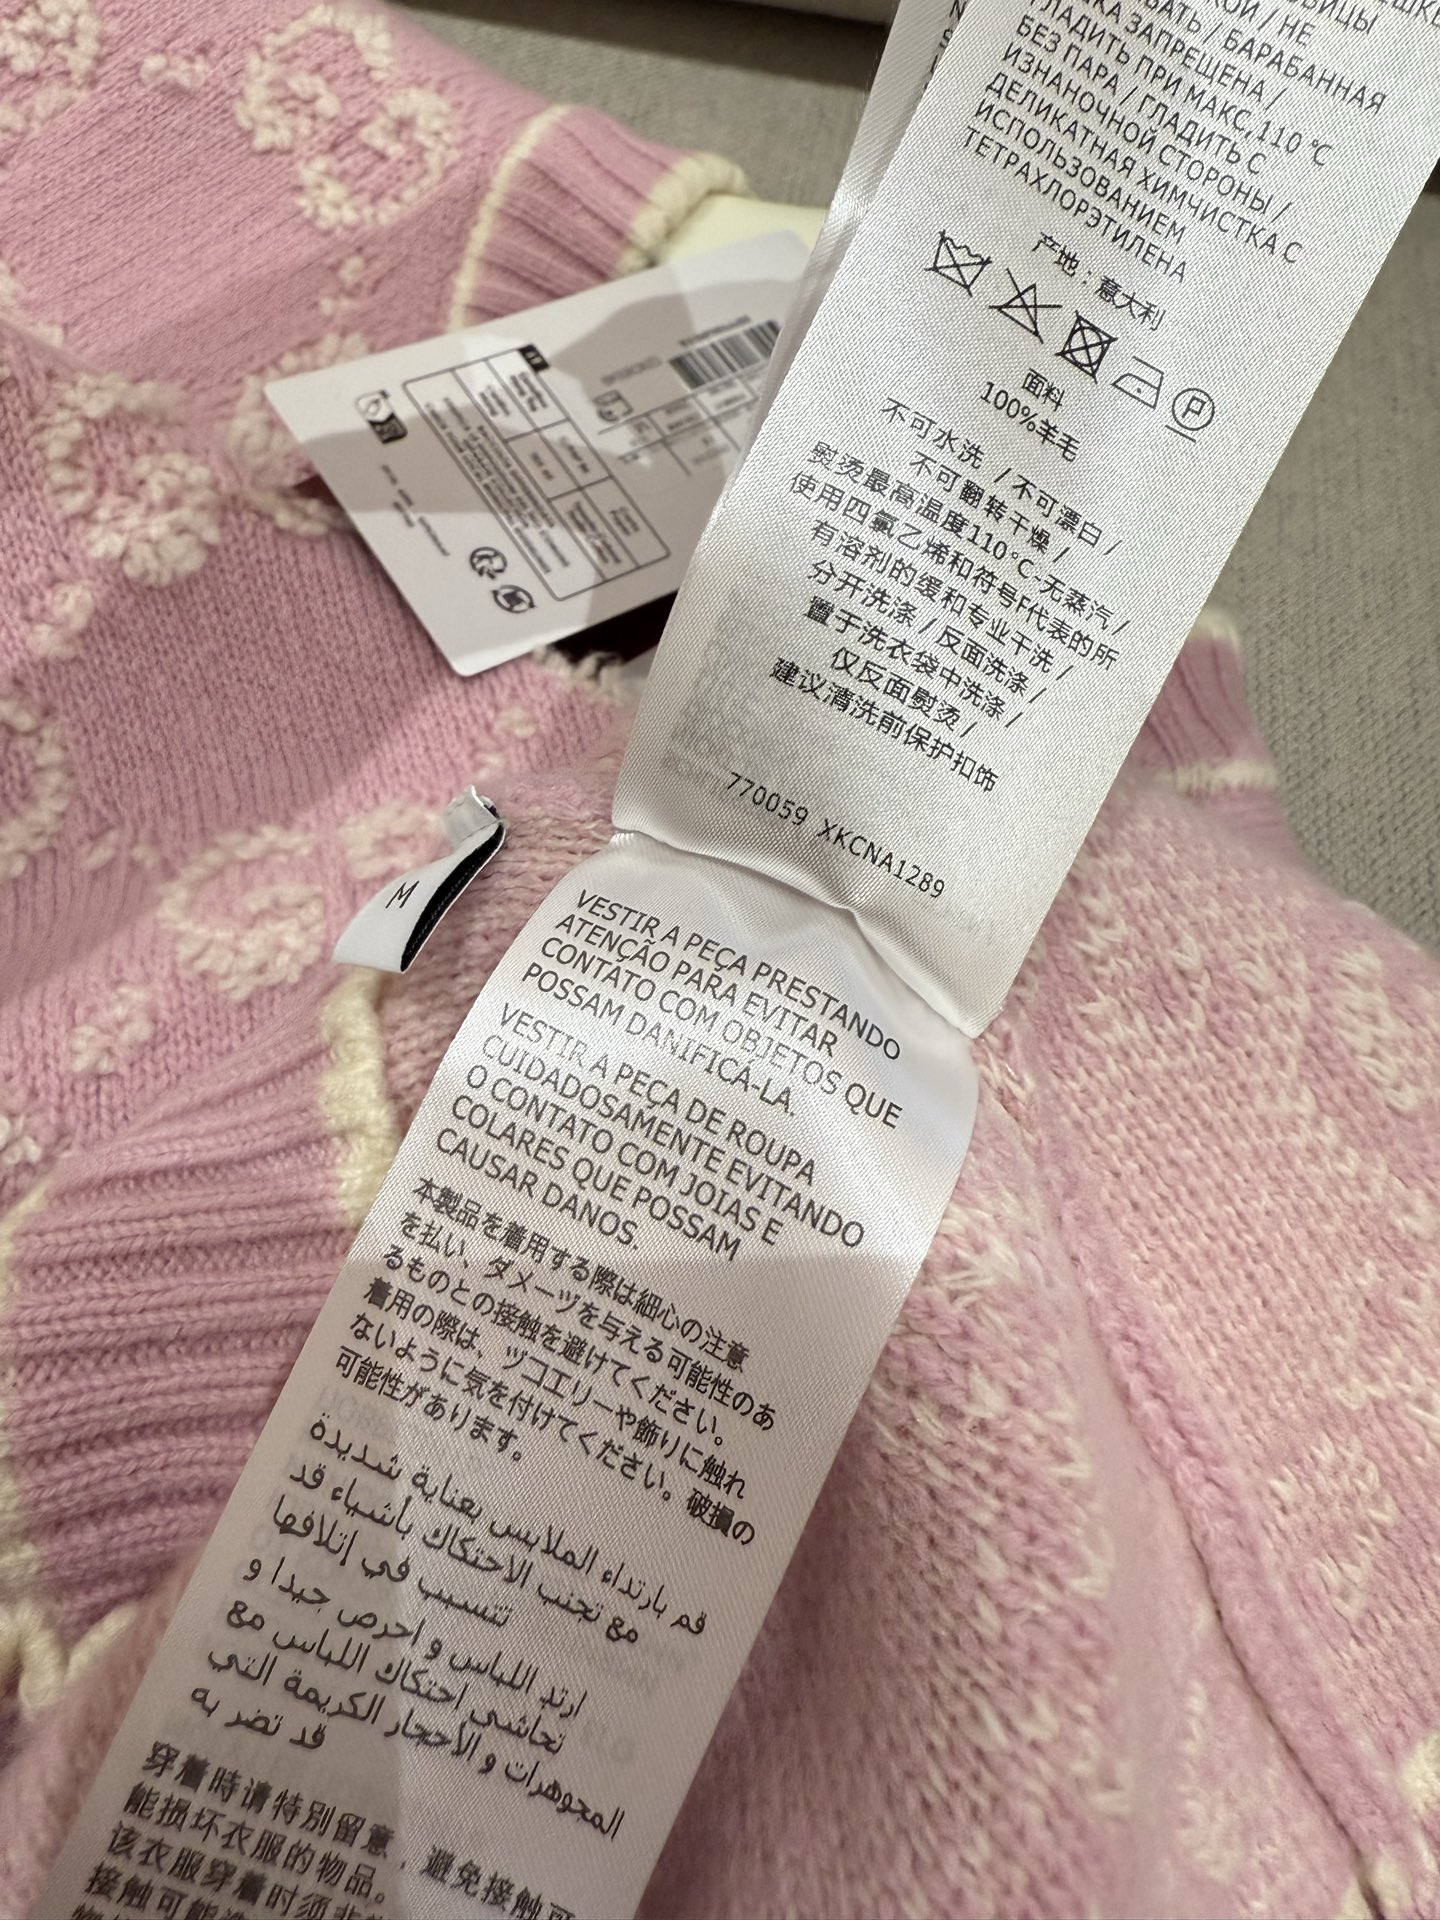 КОЙ / НЕ
ВАТЬ / БАРАБАННАЯ
КА ЗАПРЕЩЕНА /
ГЛАДИТЬ ПРИ МАКС. 110 °C
БЕЗ ПАРА / ГЛАДИТЬ С
ИЗНАНОЧНОЙ СТОРОНЫ /
ДЕЛИКАТНАЯ ХИМЧИСТКА С
ИСПОЛЬЗОВАНИЕМ
ТЕТРАХЛОРЭТИЛЕНА
产地：意大利
P
面料
100%羊毛
不可水洗 / 不可漂白 /
不可翻转干燥 /
熨烫最高温度110°C-无蒸汽 /
使用四氯乙烯和符号F代表的所
有溶剂的缓和专业干洗 /
分开洗涤 / 反面洗涤 /
置于洗衣袋中洗涤 /
仅反面熨烫 /
建议清洗前保护扣饰
770059 XKCNA1289
M
VESTIR A PEÇA PRESTANDO
ATENÇÃO PARA EVITAR
CONTATO COM OBJETOS QUE
POSSAM DANIFICÁ-LA.
VESTIR A PEÇA DE ROUPA
CUIDADOSAMENTE EVITANDO
O CONTATO COM JOIAS E
COLARES QUE POSSAM
CAUSAR DANOS.
本製品を着用する際は細心の注意
を払い、ダメージを与える可能性のあ
るものとの接触を避けてください。
着用の際は、ジュエリーや飾りに触れ
ないように気を付けてください。破損の
可能性があります。
قم بارتداء الملابس بعناية شديدة
مع تجنب الاحتكاك بأشياء قد
تتسبب في إتلافها
ارتدِ اللباس و احرص جيدا و
تحاشى احتكاك اللباس مع
المجوهرات و الأحجار الكريمة التي
قد تضر به
穿着時请特別留意，避免接触可
能损坏衣服的物品。
该衣服穿着时须非
接触可能